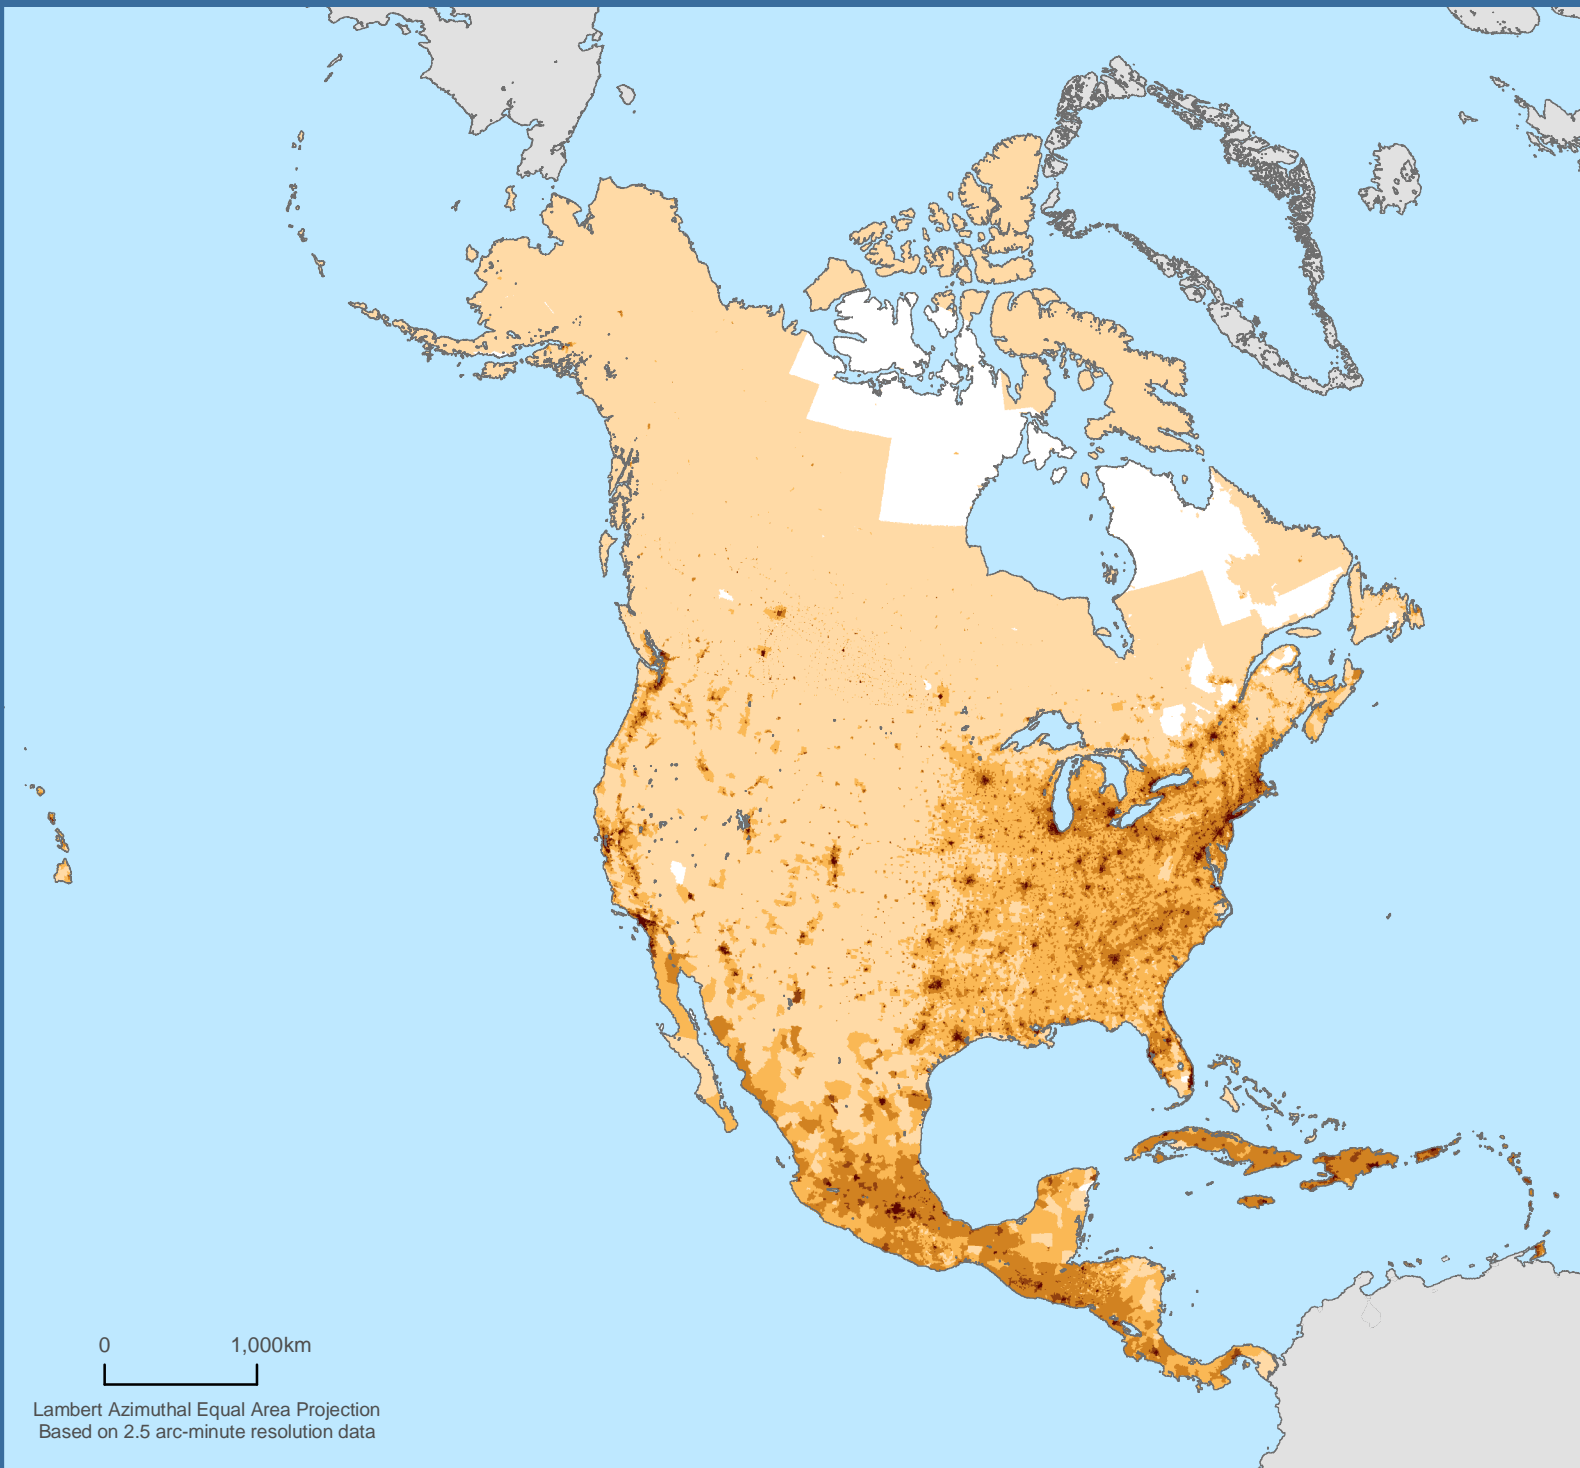 0 1,000km
Lambert Azimuthal Equal Area Projection
Based on 2.5 arc-minute resolution data